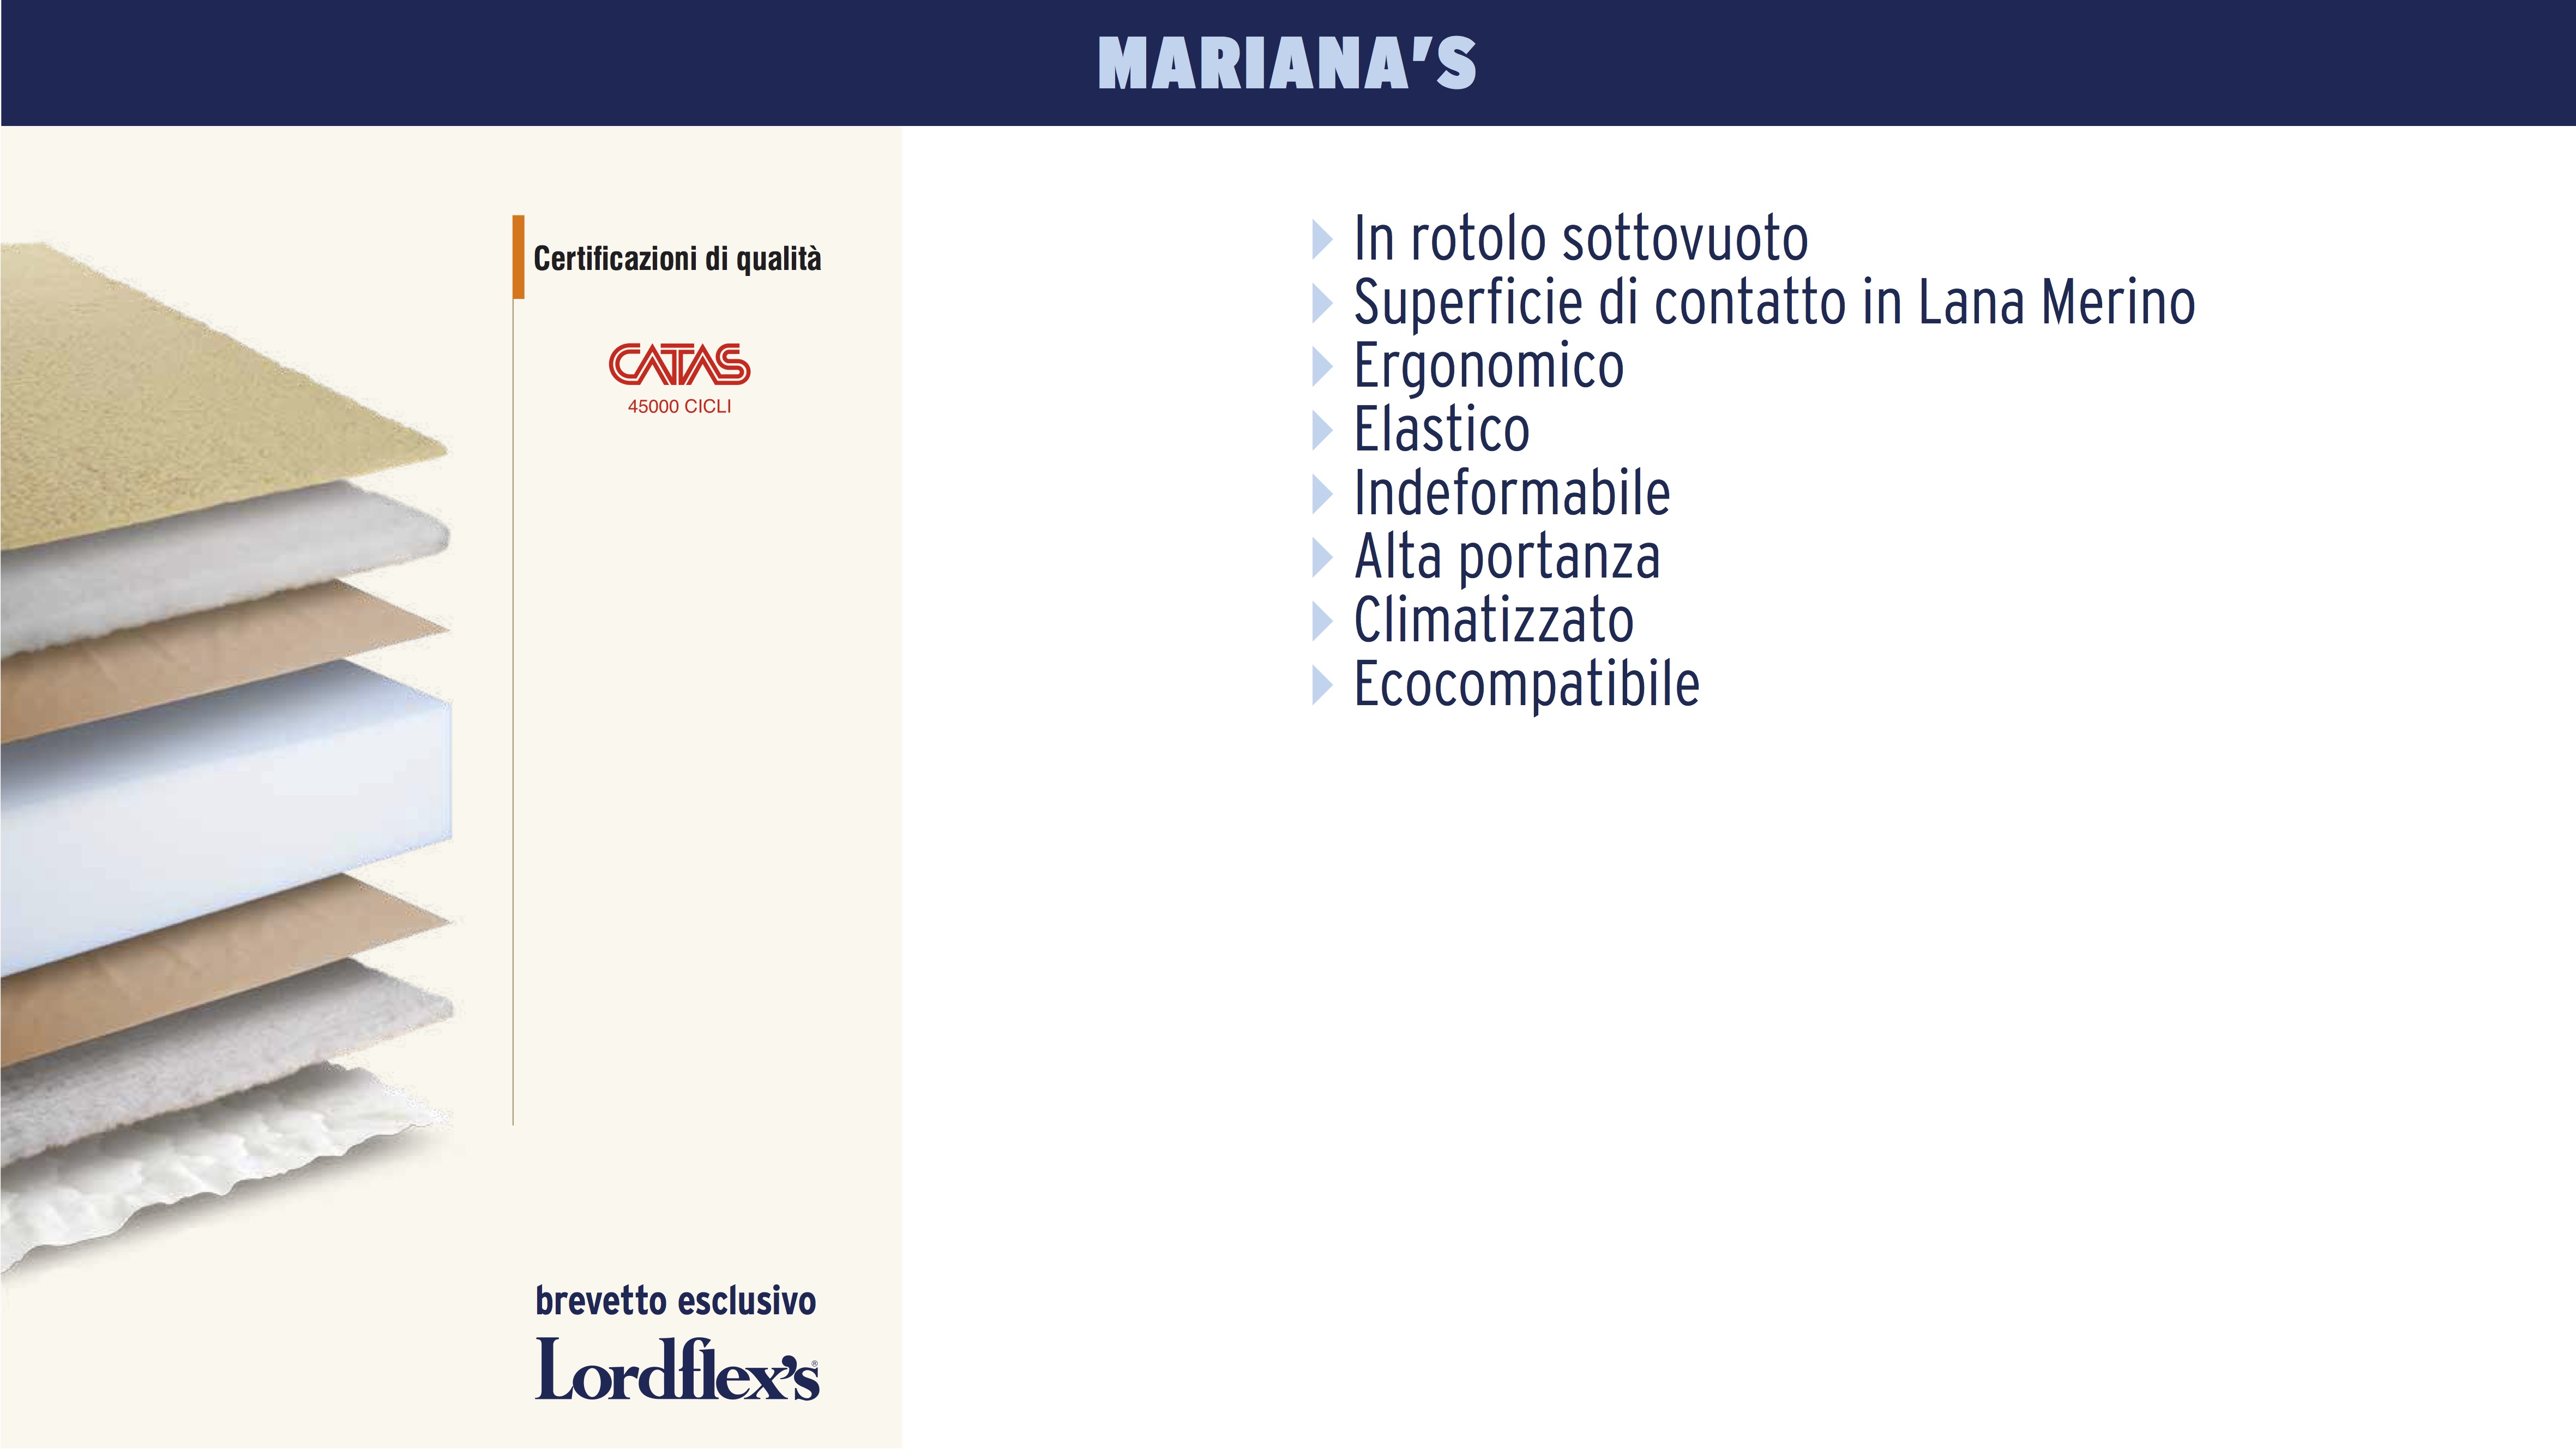 MARIANA'S
Certificazioni di qualità
CATAS
45000 CICLI
brevetto esclusivo
Lordflex's®
In rotolo sottovuoto
Superficie di contatto in Lana Merino
Ergonomico
Elastico
Indeformabile
Alta portanza
Climatizzato
Ecocompatibile